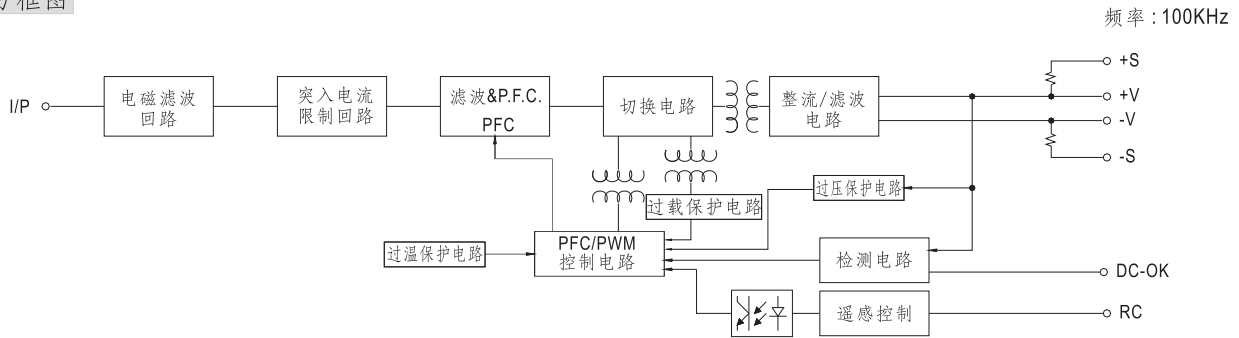 方框图
频率 : 100KHz
I/P
电磁滤波
回路
突入电流
限制回路
滤波&P.F.C.
PFC
切换电路
整流/滤波
电路
+S
+V
-V
-S
过载保护电路
过压保护电路
过温保护电路
PFC/PWM
控制电路
检测电路
DC-OK
遥感控制
RC